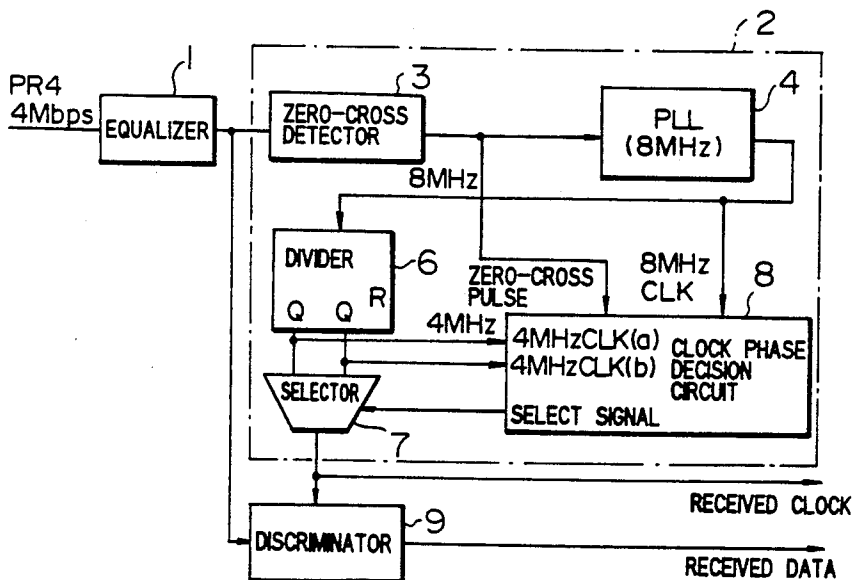 2
1
3
4
PR4
4Mbps
EQUALIZER
ZERO-CROSS
DETECTOR
PLL
(8MHz)
8MHz
DIVIDER
6
Q Q R
ZERO-CROSS
PULSE
8MHz
CLK
8
4MHz
4MHzCLK(a)
4MHzCLK(b)
CLOCK PHASE
DECISION
CIRCUIT
SELECTOR
SELECT SIGNAL
7
RECEIVED CLOCK
9
DISCRIMINATOR
RECEIVED DATA